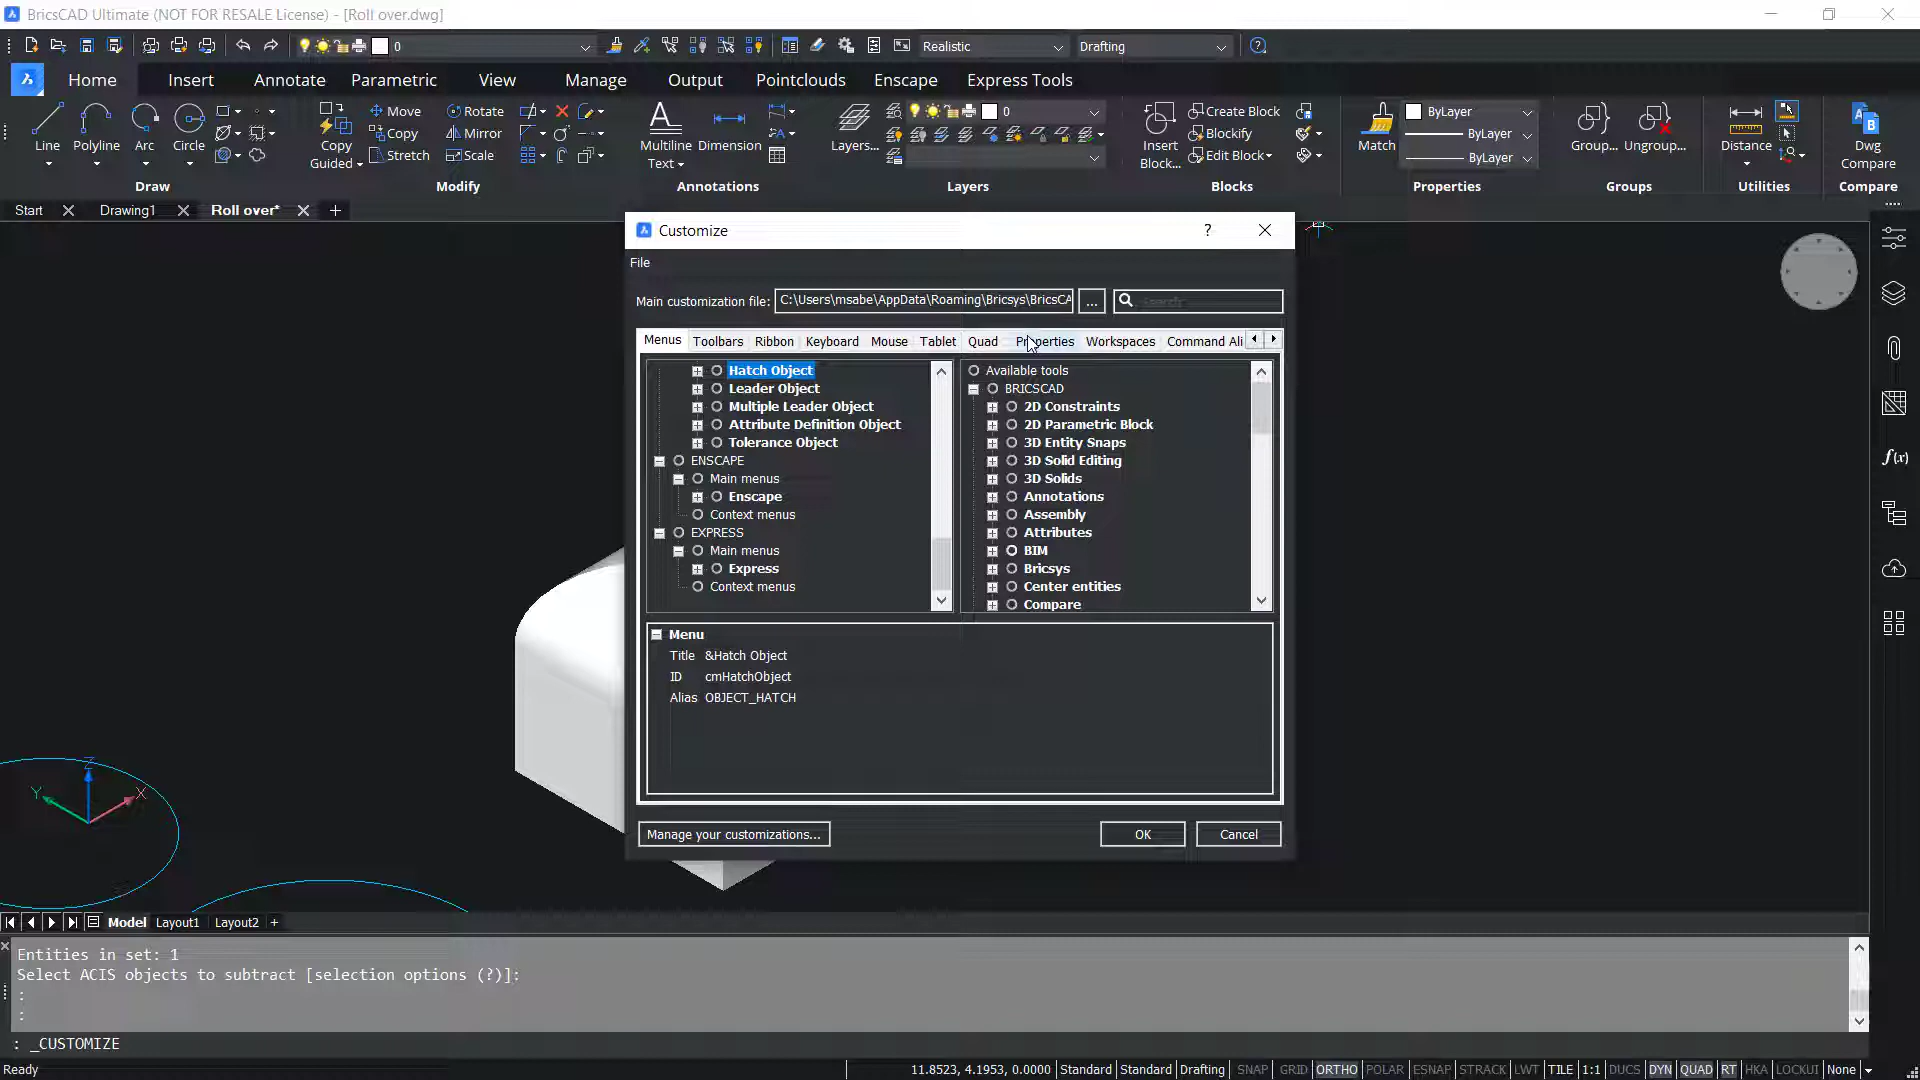 BricsCAD Ultimate (NOT FOR RESALE License) - [Roll over.dwg]
0
Realistic
Drafting
Home
Insert
Annotate
Parametric
View
Manage
Output
Pointclouds
Enscape
Express Tools
Line
Polyline
Arc
Circle
Copy
Guided
Move
Copy
Stretch
Rotate
Mirror
Scale
Multiline
Text
Dimension
Layers...
0
Insert
Block...
Create Block
Blockify
Edit Block
Match
ByLayer
ByLayer
ByLayer
Group...
Ungroup...
Distance
Dwg
Compare
Draw
Modify
Annotations
Layers
Blocks
Properties
Groups
Utilities
Compare
Start
Drawing1
Roll over*
Customize
File
Main customization file:
C:\Users\msabe\AppData\Roaming\Bricsys\BricsCA
...
Search
Menus
Toolbars
Ribbon
Keyboard
Mouse
Tablet
Quad
Properties
Workspaces
Command Ali
Hatch Object
Leader Object
Multiple Leader Object
Attribute Definition Object
Tolerance Object
ENSCAPE
Main menus
Enscape
Context menus
EXPRESS
Main menus
Express
Context menus
Available tools
BRICSCAD
2D Constraints
2D Parametric Block
3D Entity Snaps
3D Solid Editing
3D Solids
Annotations
Assembly
Attributes
BIM
Bricsys
Center entities
Compare
Menu
Title &Hatch Object
ID cmHatchObject
Alias OBJECT_HATCH
Manage your customizations...
OK
Cancel
f(x)
Z
Y
X
Model
Layout1
Layout2
+
Entities in set: 1
Select ACIS objects to subtract [selection options (?)]:
:
:
: _CUSTOMIZE
Ready
11.8523, 4.1953, 0.0000
Standard
Standard
Drafting
SNAP
GRID
ORTHO
POLAR
ESNAP
STRACK
LWT
TILE
1:1
DUCS
DYN
QUAD
RT
HKA
LOCKUI
None